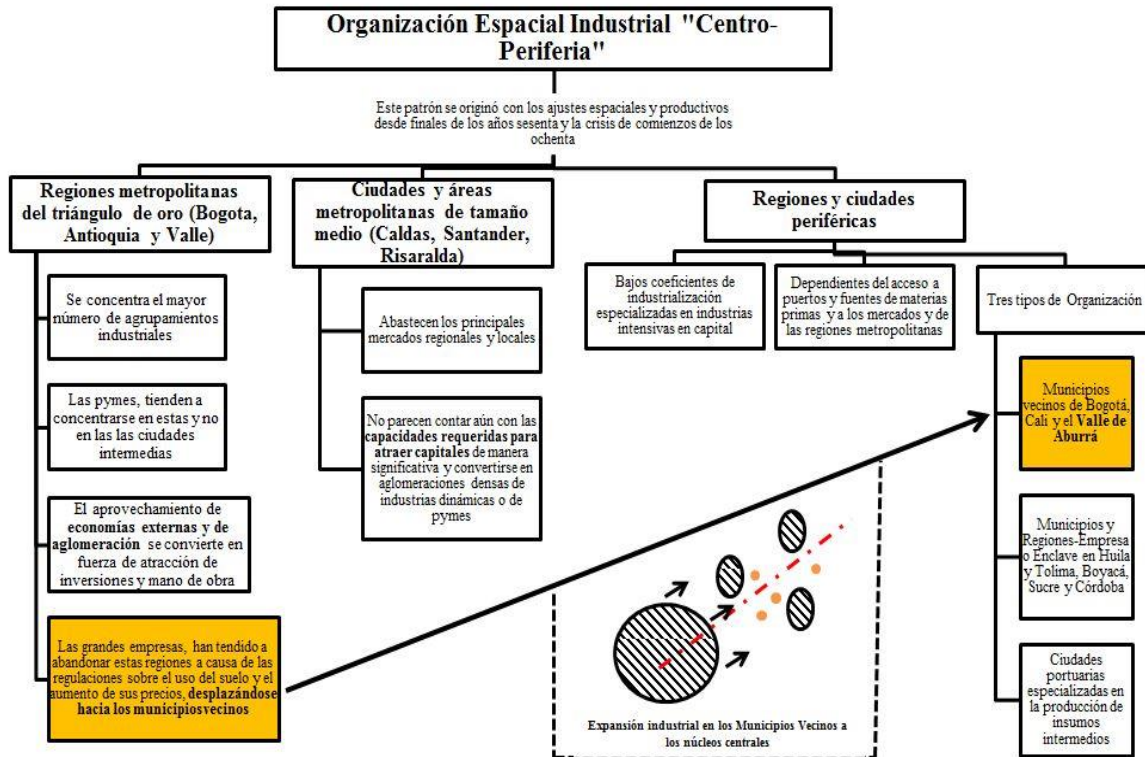 Organización Espacial Industrial "Centro-
Periferia"
Este patrón se originó con los ajustes espaciales y productivos
desde finales de los años sesenta y la crisis de comienzos de los
ochenta
Regiones metropolitanas
del triángulo de oro (Bogota,
Antioquia y Valle)
Se concentra el mayor
número de agrupamientos
industriales
Las pymes, tienden a
concentrarse en estas y no
en las las ciudades
intermedias
El aprovechamiento de
economías externas y de
aglomeración se convierte en
fuerza de atracción de
inversiones y mano de obra
Las grandes empresas, han tendido a
abandonar estas regiones a causa de las
regulaciones sobre el uso del suelo y el
aumento de sus precios, desplazándose
hacia los municipios vecinos
Ciudades y áreas
metropolitanas de tamaño
medio (Caldas, Santander,
Risaralda)
Abastecen los principales
mercados regionales y locales
No parecen contar aún con las
capacidades requeridas para
atraer capitales de manera
significativa y convertirse en
aglomeraciones densas de
industrias dinámicas o de
pymes
Regiones y ciudades
periféricas
Bajos coeficientes de
industrialización
especializadas en industrias
intensivas en capital
Dependientes del acceso a
puertos y fuentes de materias
primas y a los mercados y de
las regiones metropolitanas
Tres tipos de Organización
Municipios
vecinos de Bogotá,
Cali y el Valle de
Aburrá
Municipios y
Regiones-Empresa
o Enclave en Huila
y Tolima, Boyacá,
Sucre y Córdoba
Ciudades
portuarias
especializadas en
la producción de
insumos
intermedios
Expansión industrial en los Municipios Vecinos a
los núcleos centrales